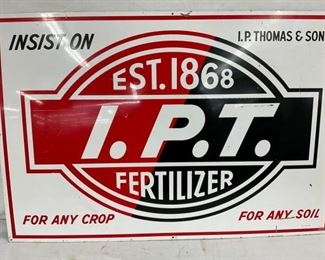 INSIST ON
I.P. THOMAS & SON
EST. 1868
I.P.T.
FERTILIZER
FOR ANY CROP
FOR ANY SOIL